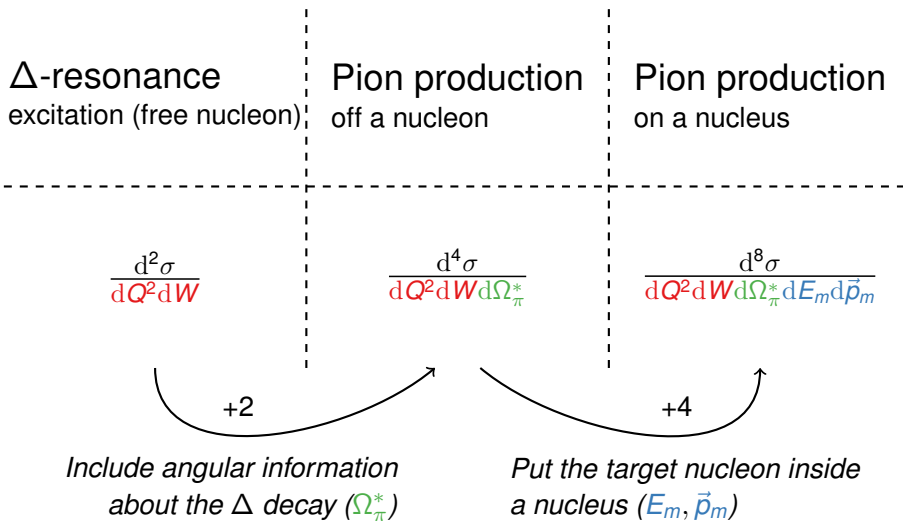 Δ-resonance
excitation (free nucleon)
Pion production
off a nucleon
Pion production
on a nucleus
d²σ
dQ²dW
d⁴σ
dQ²dWdΩ*π
d⁸σ
dQ²dWdΩ*πdEₘdp⃗ₘ
+2
+4
Include angular information
about the Δ decay (Ω*π)
Put the target nucleon inside
a nucleus (Eₘ, p⃗ₘ)